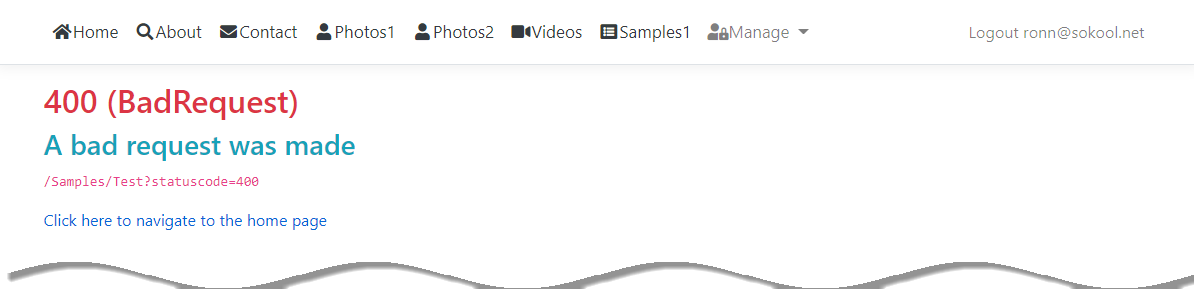 Home About Contact Photos1 Photos2 Videos Samples1 Manage Logout ronn@sokool.net
400 (BadRequest)
A bad request was made
/Samples/Test?statuscode=400
Click here to navigate to the home page